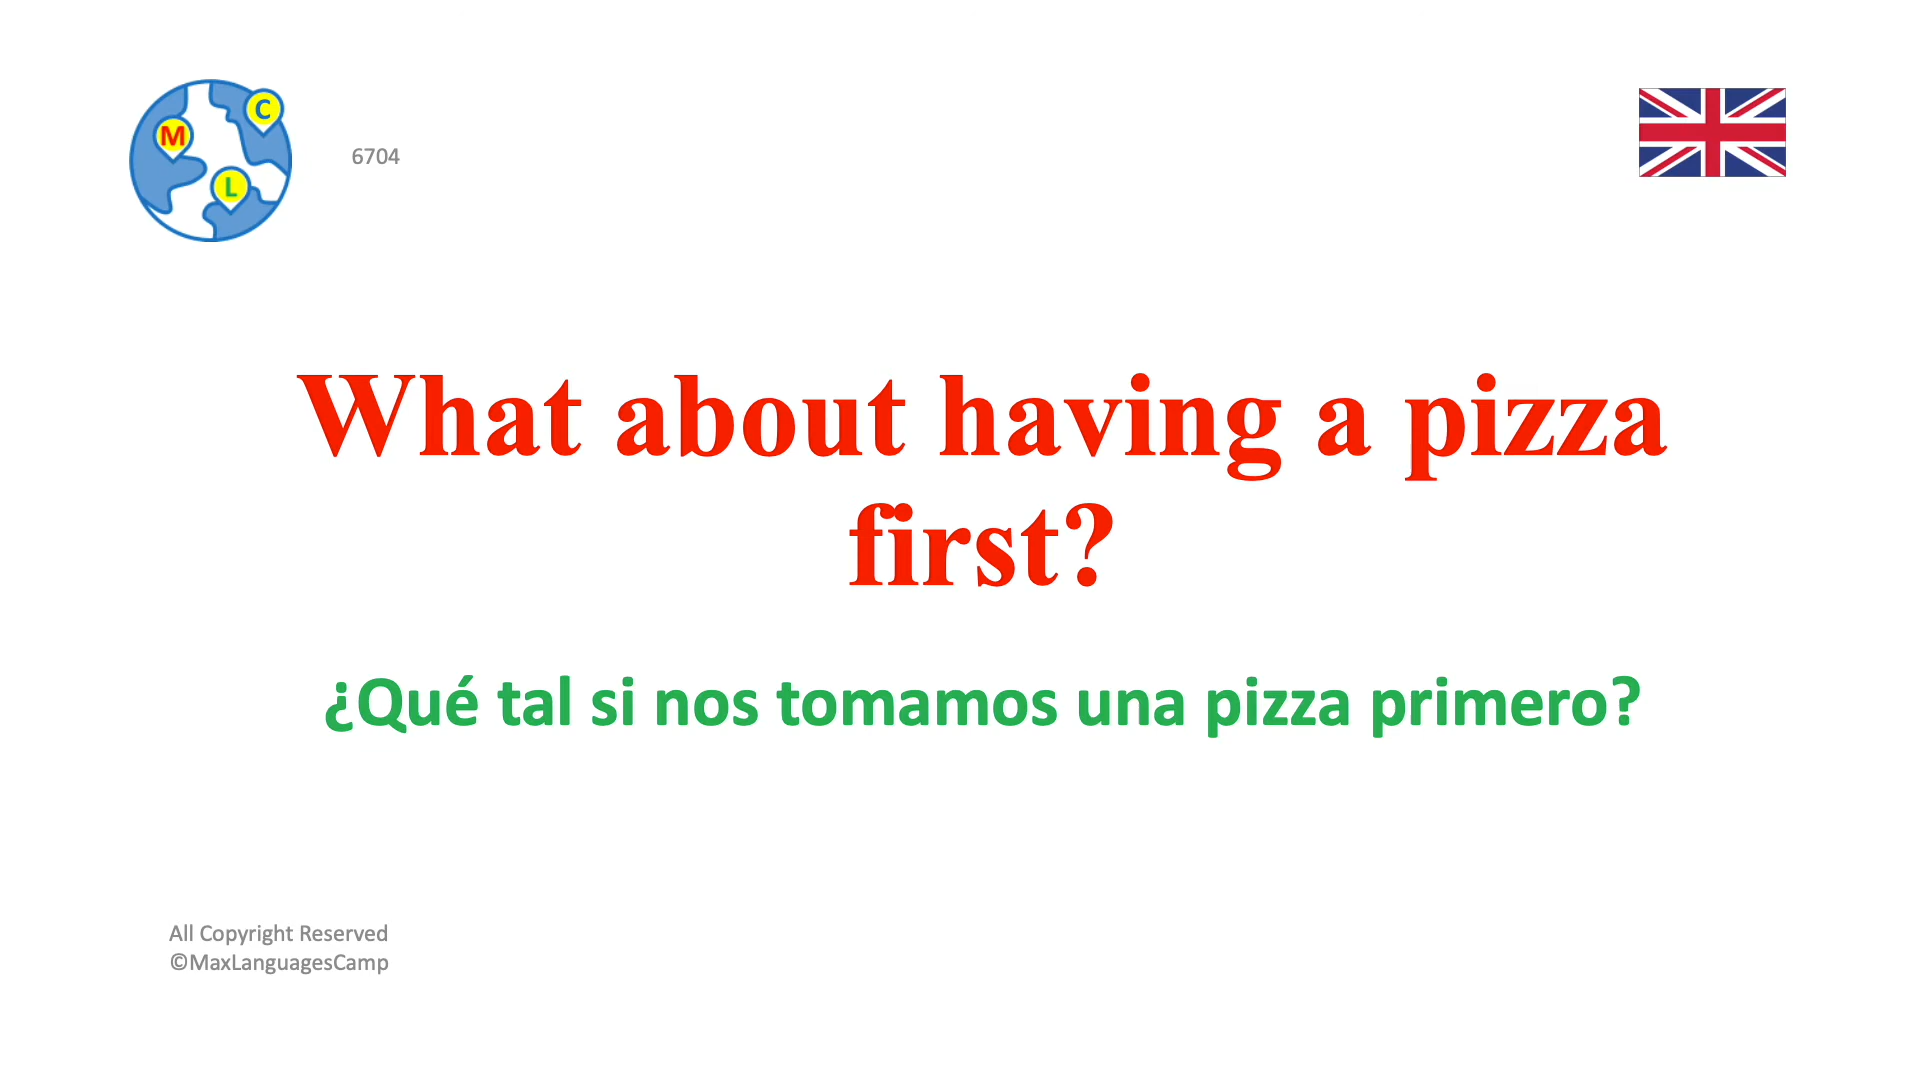 C
M
L
6704
What about having a pizza
first?
¿Qué tal si nos tomamos una pizza primero?
All Copyright Reserved
©MaxLanguagesCamp